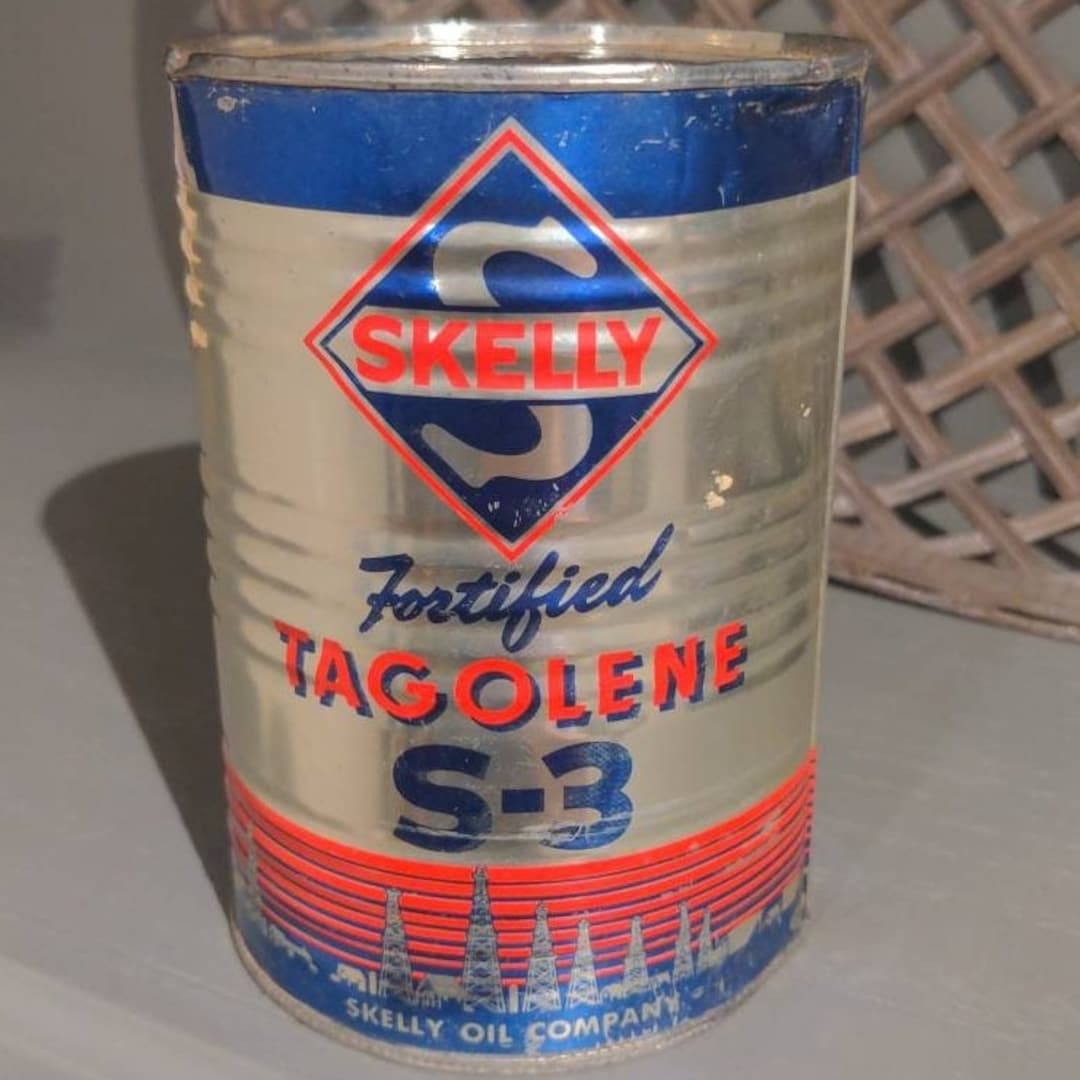 S
SKELLY
Fortified
TAGOLENE
S-3
SKELLY OIL COMPANY